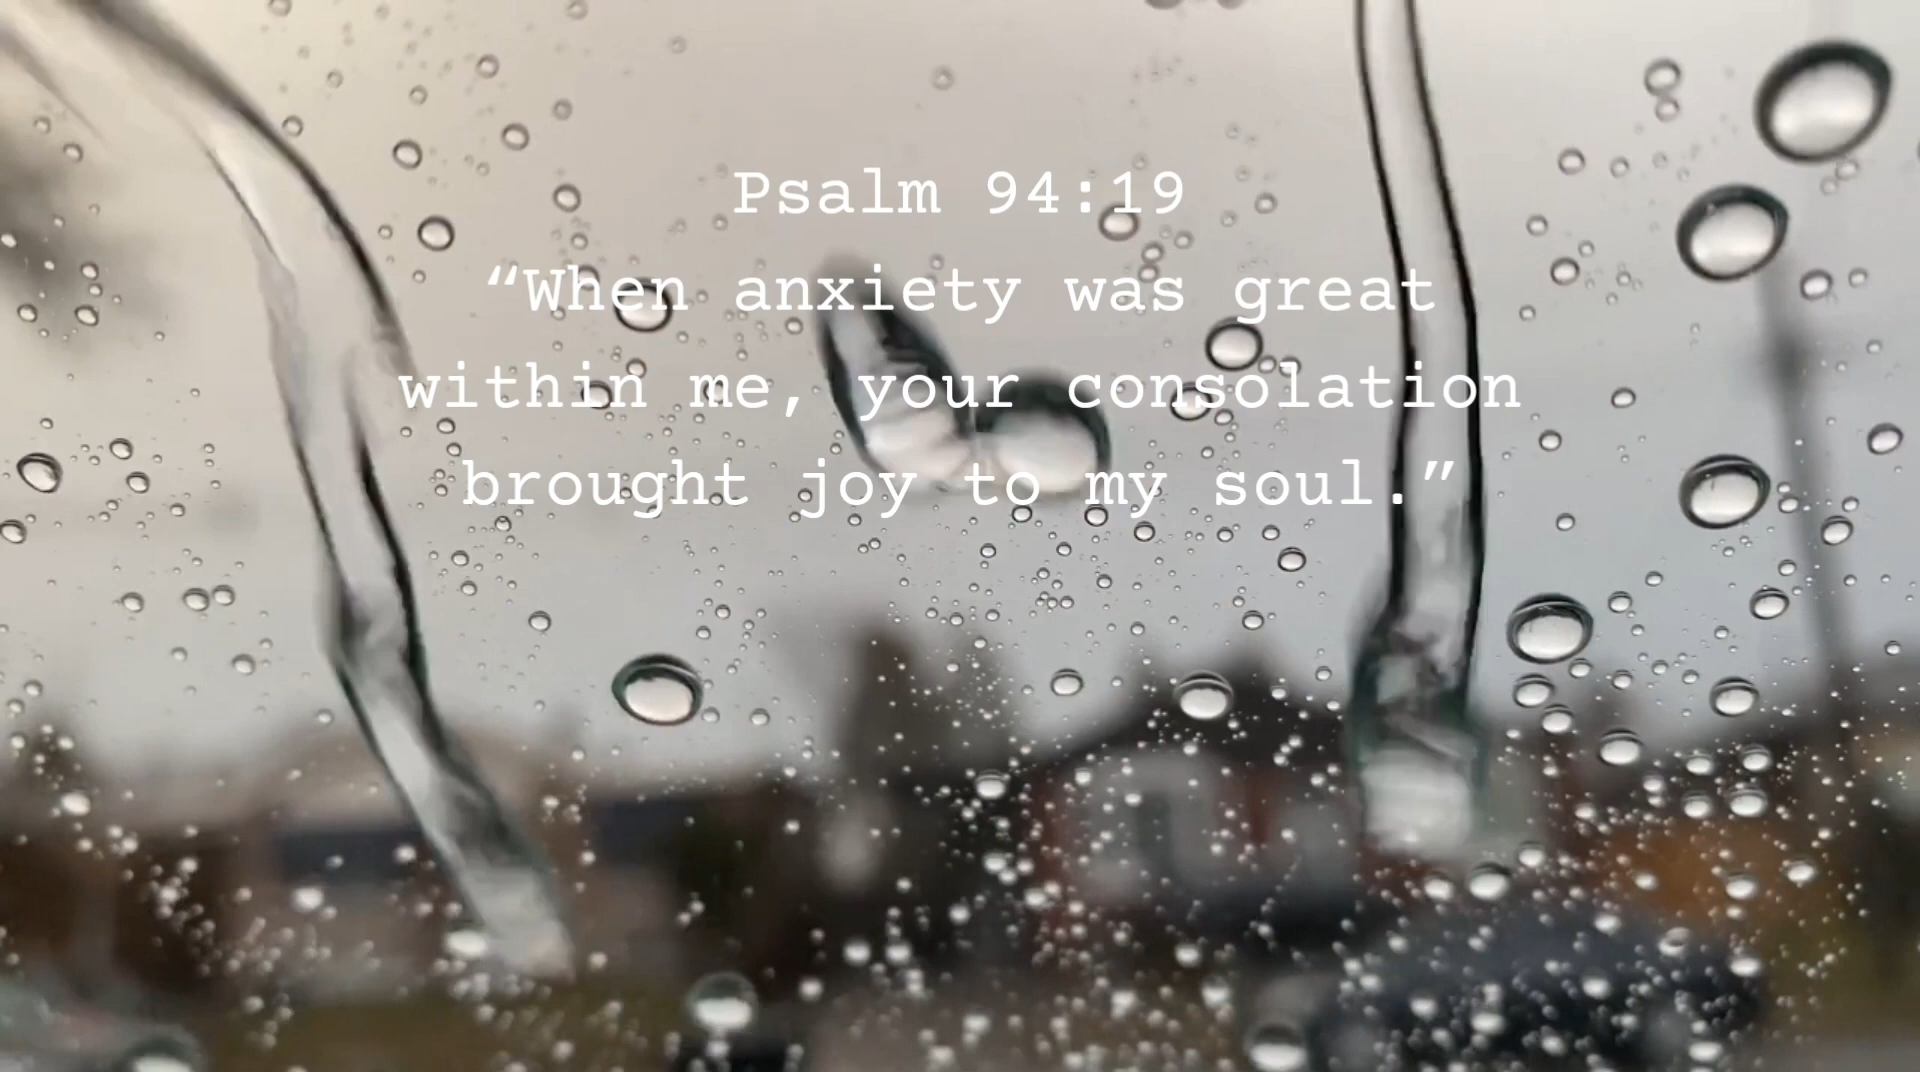 Psalm 94:19
“When anxiety was great
within me, your consolation
brought joy to my soul.”